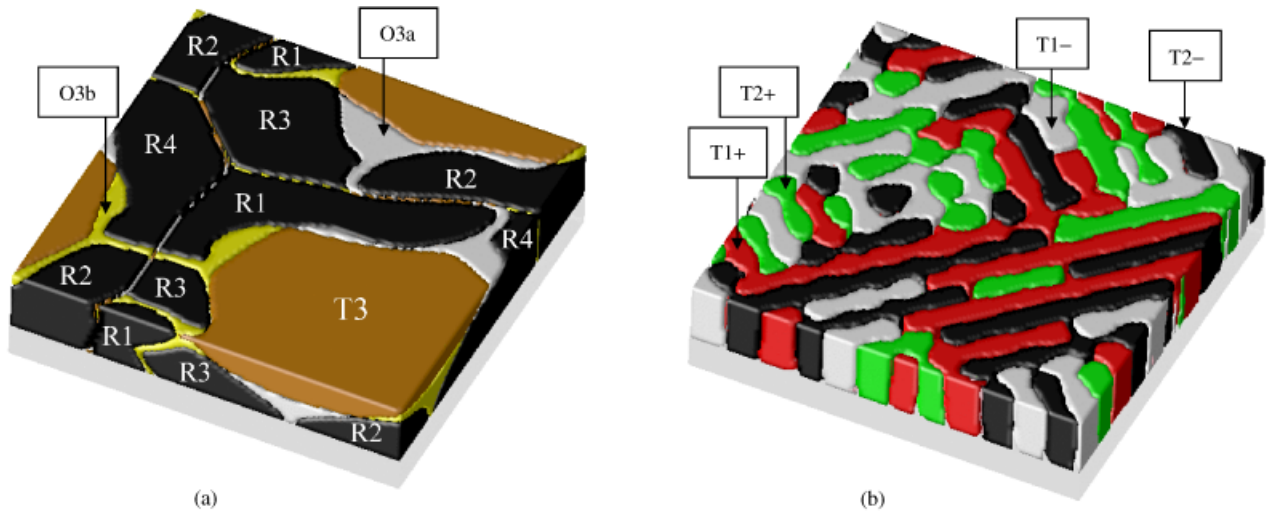 R2
R1
O3a
O3b
R3
R4
R2
R1
R4
R2
R3
T3
R1
R3
R2
(a)
T1−
T2−
T2+
T1+
(b)